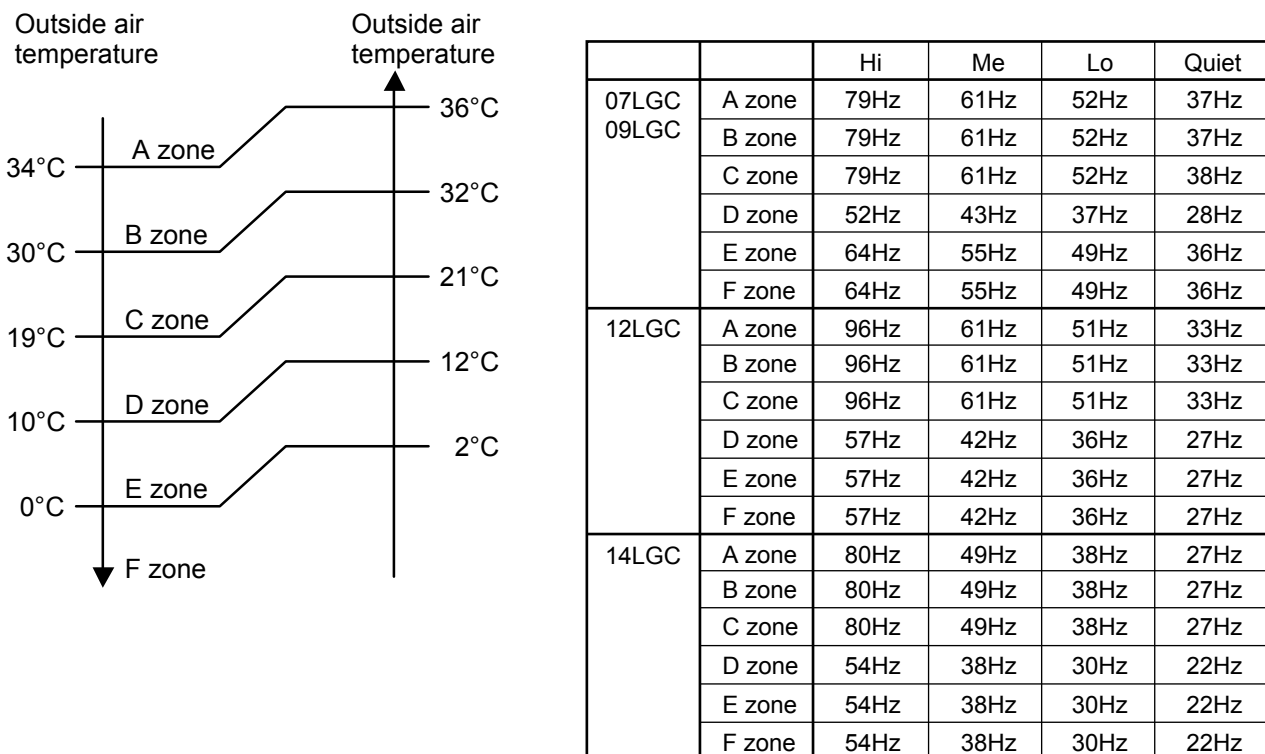 Outside air
temperature
Outside air
temperature
36°C
A zone
34°C
32°C
B zone
30°C
21°C
C zone
19°C
12°C
D zone
10°C
2°C
E zone
0°C
F zone
Hi Me Lo Quiet
07LGC A zone 79Hz 61Hz 52Hz 37Hz
09LGC B zone 79Hz 61Hz 52Hz 37Hz
C zone 79Hz 61Hz 52Hz 38Hz
D zone 52Hz 43Hz 37Hz 28Hz
E zone 64Hz 55Hz 49Hz 36Hz
F zone 64Hz 55Hz 49Hz 36Hz
12LGC A zone 96Hz 61Hz 51Hz 33Hz
B zone 96Hz 61Hz 51Hz 33Hz
C zone 96Hz 61Hz 51Hz 33Hz
D zone 57Hz 42Hz 36Hz 27Hz
E zone 57Hz 42Hz 36Hz 27Hz
F zone 57Hz 42Hz 36Hz 27Hz
14LGC A zone 80Hz 49Hz 38Hz 27Hz
B zone 80Hz 49Hz 38Hz 27Hz
C zone 80Hz 49Hz 38Hz 27Hz
D zone 54Hz 38Hz 30Hz 22Hz
E zone 54Hz 38Hz 30Hz 22Hz
F zone 54Hz 38Hz 30Hz 22Hz